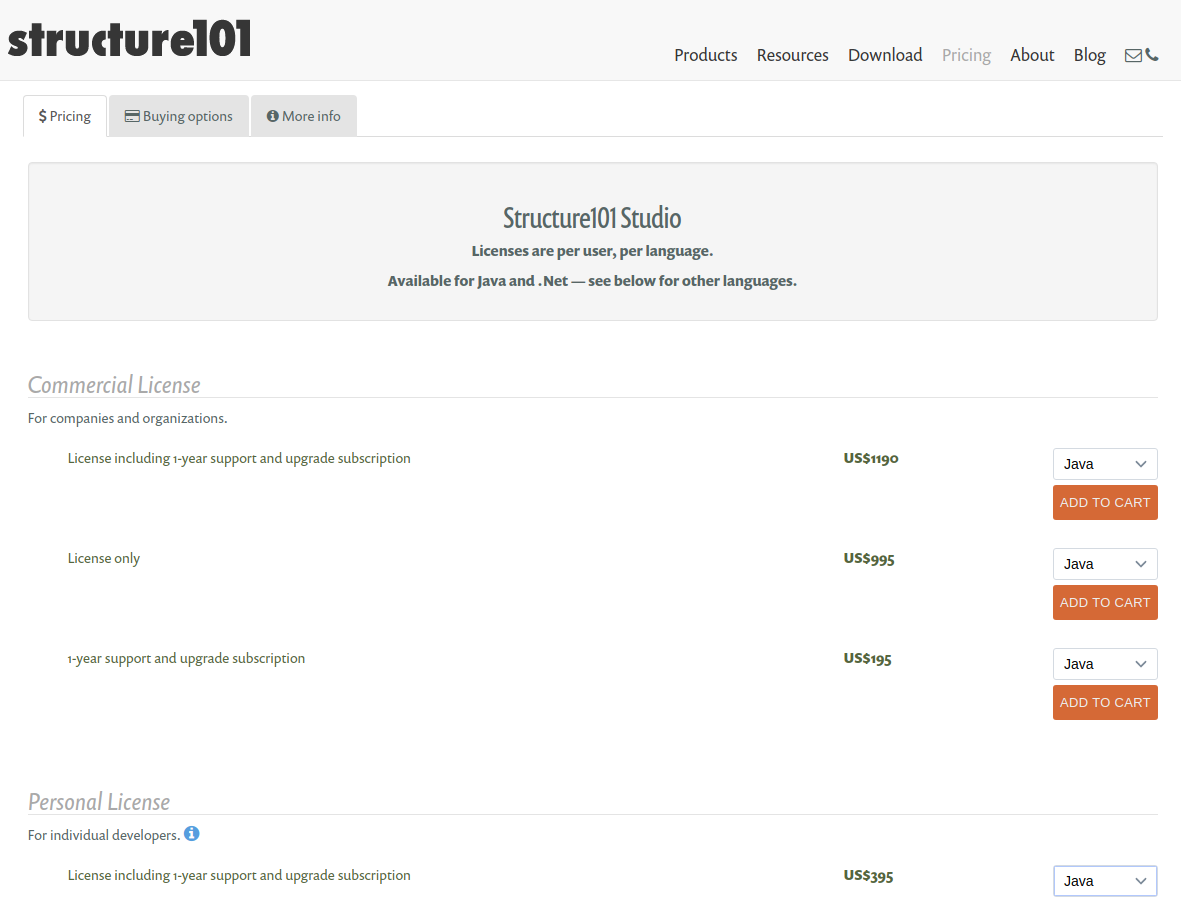 structure101
Products Resources Download Pricing About Blog
$ Pricing Buying options More info
Structure101 Studio
Licenses are per user, per language.
Available for Java and .Net — see below for other languages.
Commercial License
For companies and organizations.
License including 1-year support and upgrade subscription US$1190 Java
ADD TO CART
License only US$995 Java
ADD TO CART
1-year support and upgrade subscription US$195 Java
ADD TO CART
Personal License
For individual developers.
License including 1-year support and upgrade subscription US$395 Java